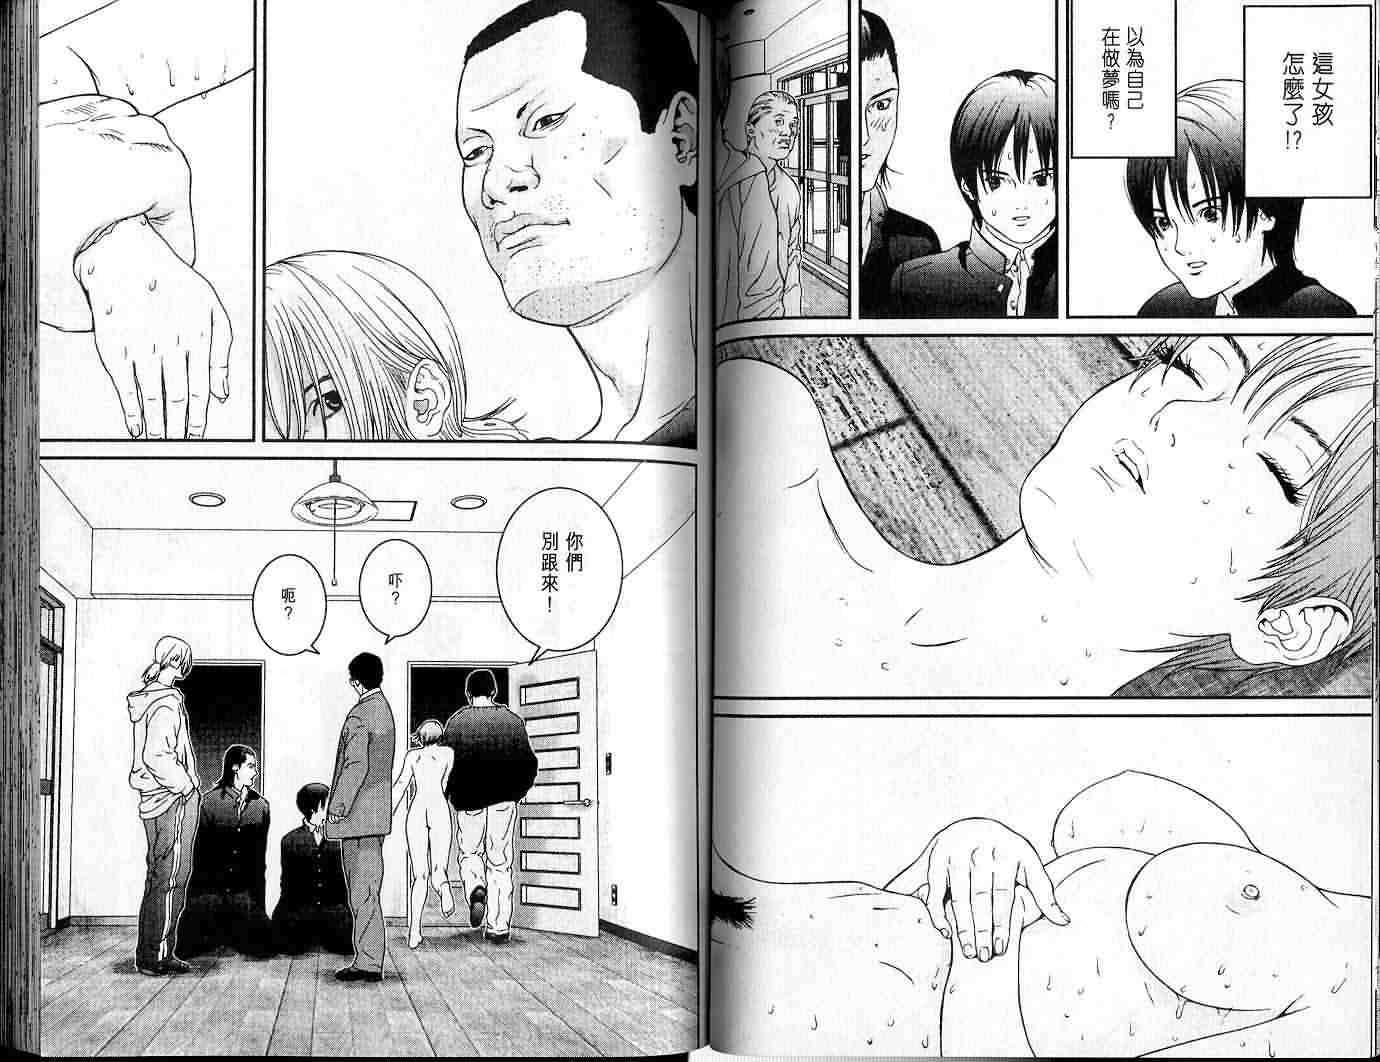 這女孩
怎麼了!?
以為自己
在做夢嗎？
你們
別跟來！
吓？
呃？